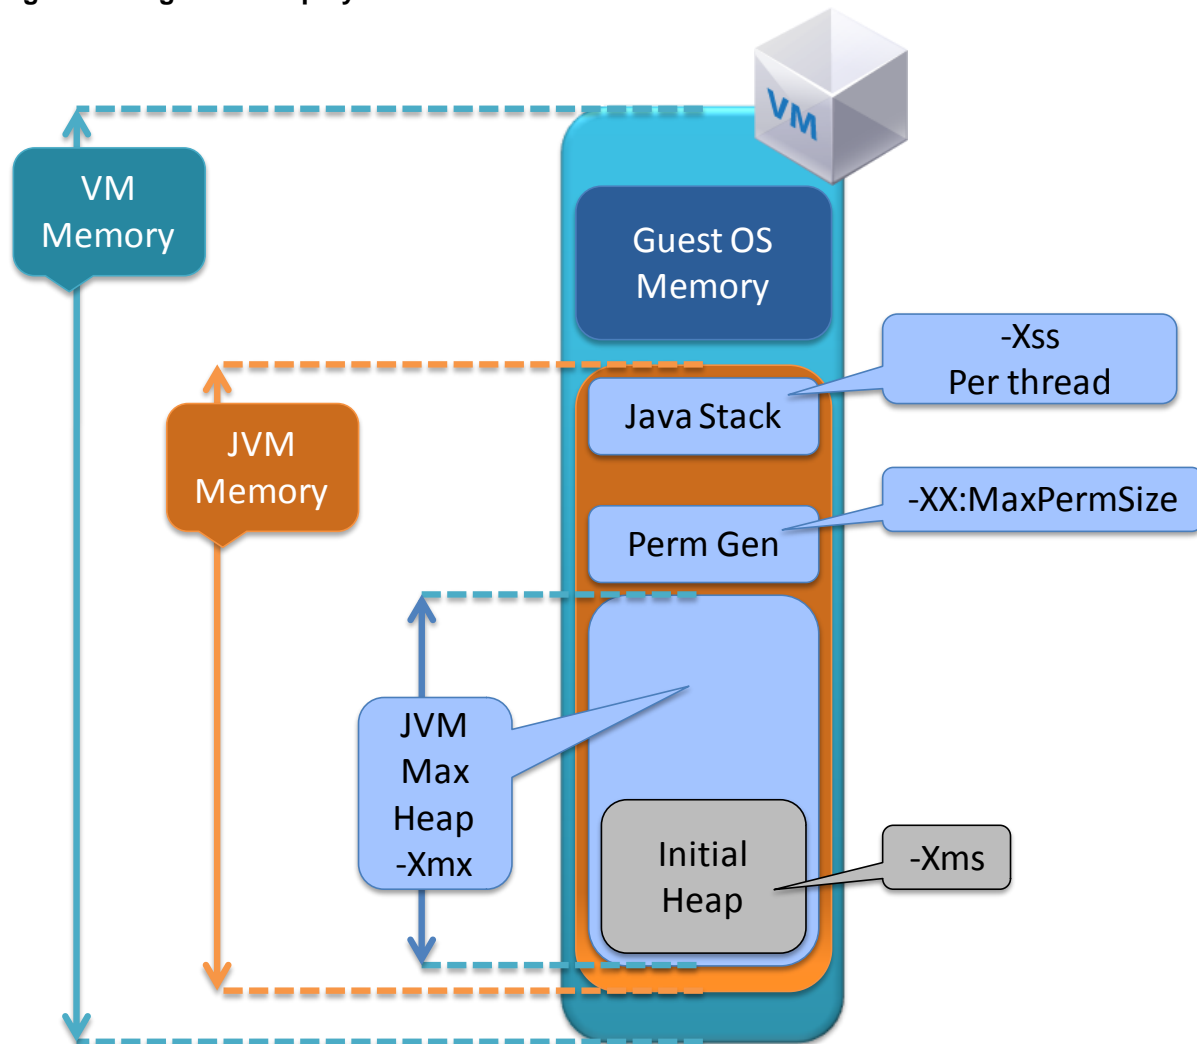 VM
VM
Memory
Guest OS
Memory
-Xss
Per thread
Java Stack
JVM
Memory
-XX:MaxPermSize
Perm Gen
JVM
Max
Heap
-Xmx
Initial
Heap
-Xms